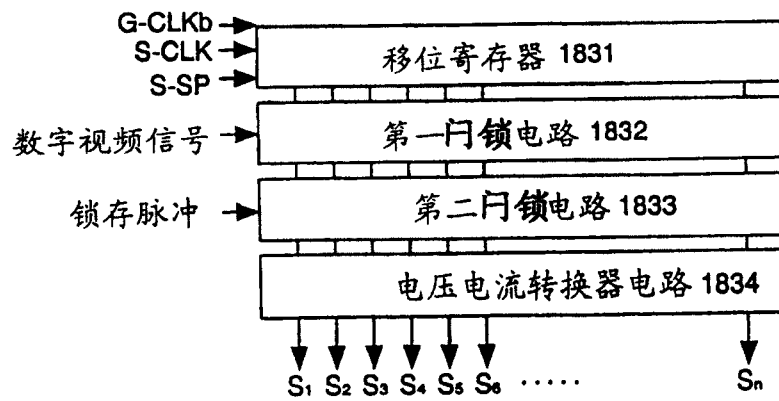 G-CLKb
S-CLK
S-SP
移位寄存器 1831
数字视频信号
第一闩锁电路 1832
锁存脉冲
第二闩锁电路 1833
电压电流转换器电路 1834
S₁ S₂ S₃ S₄ S₅ S₆ ····· Sₙ